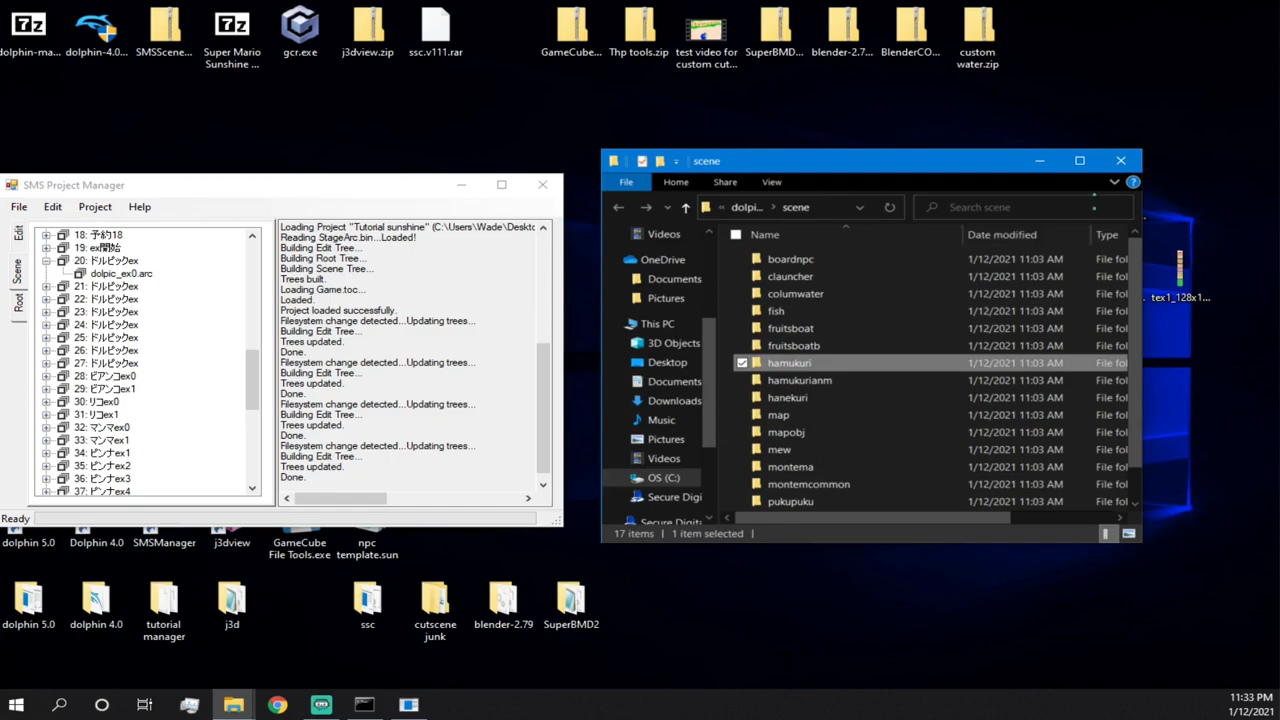 dolphin-ma...
dolphin-4.0...
SMSScene...
Super Mario
Sunshine ...
gcr.exe
j3dview.zip
ssc.v111.rar
GameCube...
Thp tools.zip
test video for
custom cut...
SuperBMD...
blender-2.7...
BlenderCO...
custom
water.zip
SMS Project Manager
File Edit Project Help
Edit
Scene
Root
18: 予約18
19: ex開始
20: ドルピックex
dolpic_ex0.arc
21: ドルピックex
22: ドルピックex
23: ドルピックex
24: ドルピックex
25: ドルピックex
26: ドルピックex
27: ドルピックex
28: ビアンコex0
29: ビアンコex1
30: リコex0
31: リコex1
32: マンマex0
33: マンマex1
34: ピンナex1
35: ピンナex2
36: ピンナex3
37: ピンナex4
Loading Project "Tutorial sunshine" (C:\Users\Wade\Deskto
Reading StageArc.bin...Loaded!
Building Edit Tree...
Building Root Tree...
Building Scene Tree...
Trees built.
Loading Game.toc...
Loaded.
Project loaded successfully.
Filesystem change detected...Updating trees...
Building Edit Tree...
Trees updated.
Done.
Filesystem change detected...Updating trees...
Building Edit Tree...
Trees updated.
Done.
Filesystem change detected...Updating trees...
Building Edit Tree...
Trees updated.
Done.
Filesystem change detected...Updating trees...
Building Edit Tree...
Trees updated.
Done.
Ready
scene
File Home Share View
« dolpi... > scene
Search scene
Videos
OneDrive
Documents
Pictures
This PC
3D Objects
Desktop
Documents
Downloads
Music
Pictures
Videos
OS (C:)
Secure Digi
Secure Digit
Name Date modified Type
boardnpc 1/12/2021 11:03 AM File fol
clauncher 1/12/2021 11:03 AM File fol
columwater 1/12/2021 11:03 AM File fol
fish 1/12/2021 11:03 AM File fol
fruitsboat 1/12/2021 11:03 AM File fol
fruitsboatb 1/12/2021 11:03 AM File fol
hamukuri 1/12/2021 11:03 AM File fol
hamukurianm 1/12/2021 11:03 AM File fol
hanekuri 1/12/2021 11:03 AM File fol
map 1/12/2021 11:03 AM File fol
mapobj 1/12/2021 11:03 AM File fol
mew 1/12/2021 11:03 AM File fol
montema 1/12/2021 11:03 AM File fol
montemcommon 1/12/2021 11:03 AM File fol
pukupuku 1/12/2021 11:03 AM File fol
17 items 1 item selected
tex1_128x1...
dolphin 5.0
Dolphin 4.0
SMSManager
j3dview
GameCube
File Tools.exe
npc
template.sun
dolphin 5.0
dolphin 4.0
tutorial
manager
j3d
ssc
cutscene
junk
blender-2.79
SuperBMD2
11:33 PM
1/12/2021